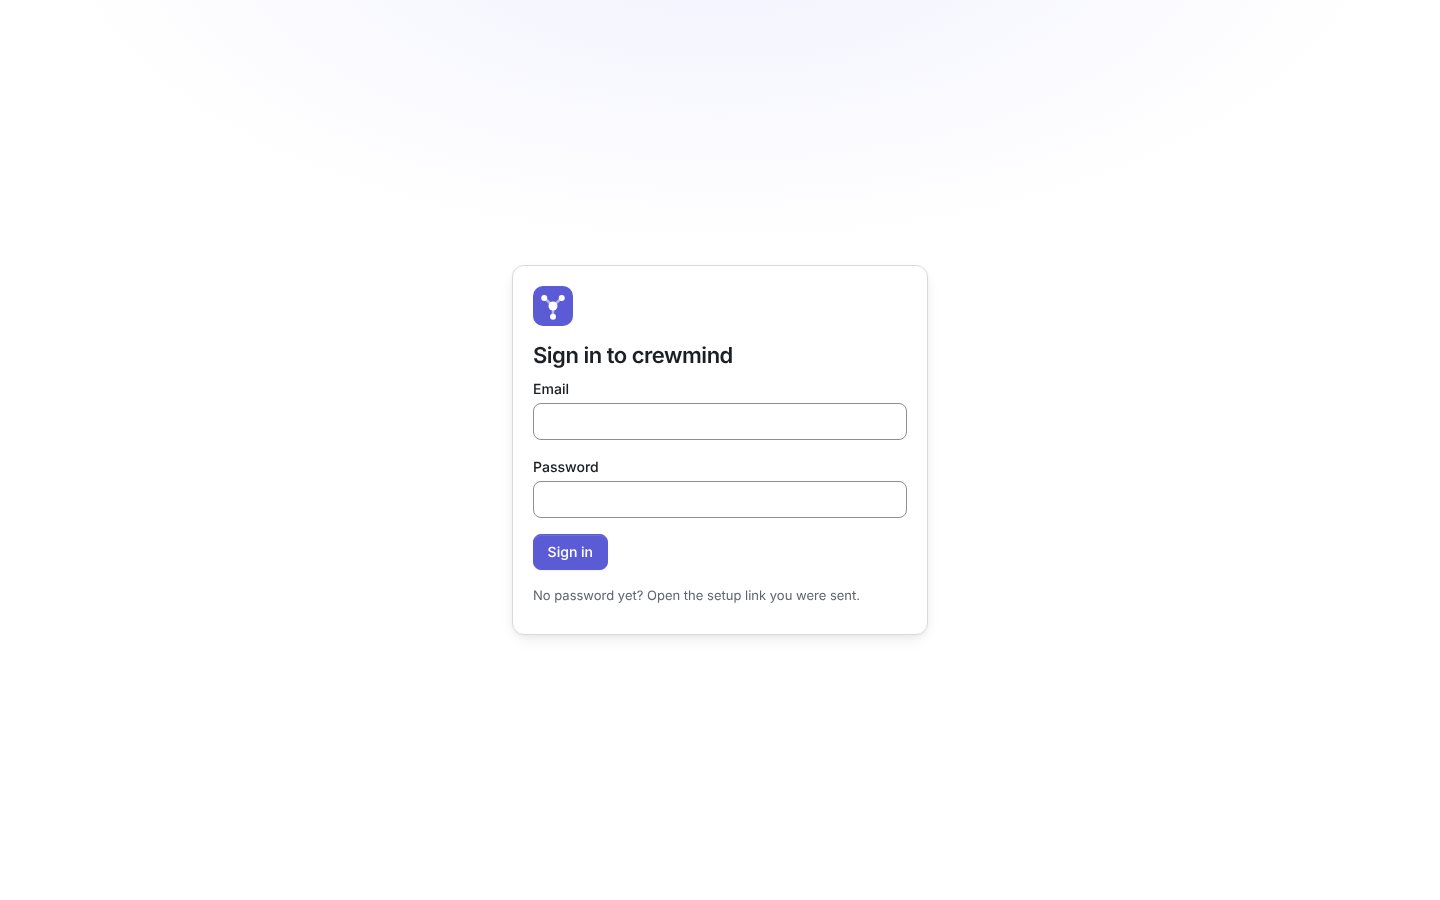 Sign in to crewmind
Email
Password
Sign in
No password yet? Open the setup link you were sent.